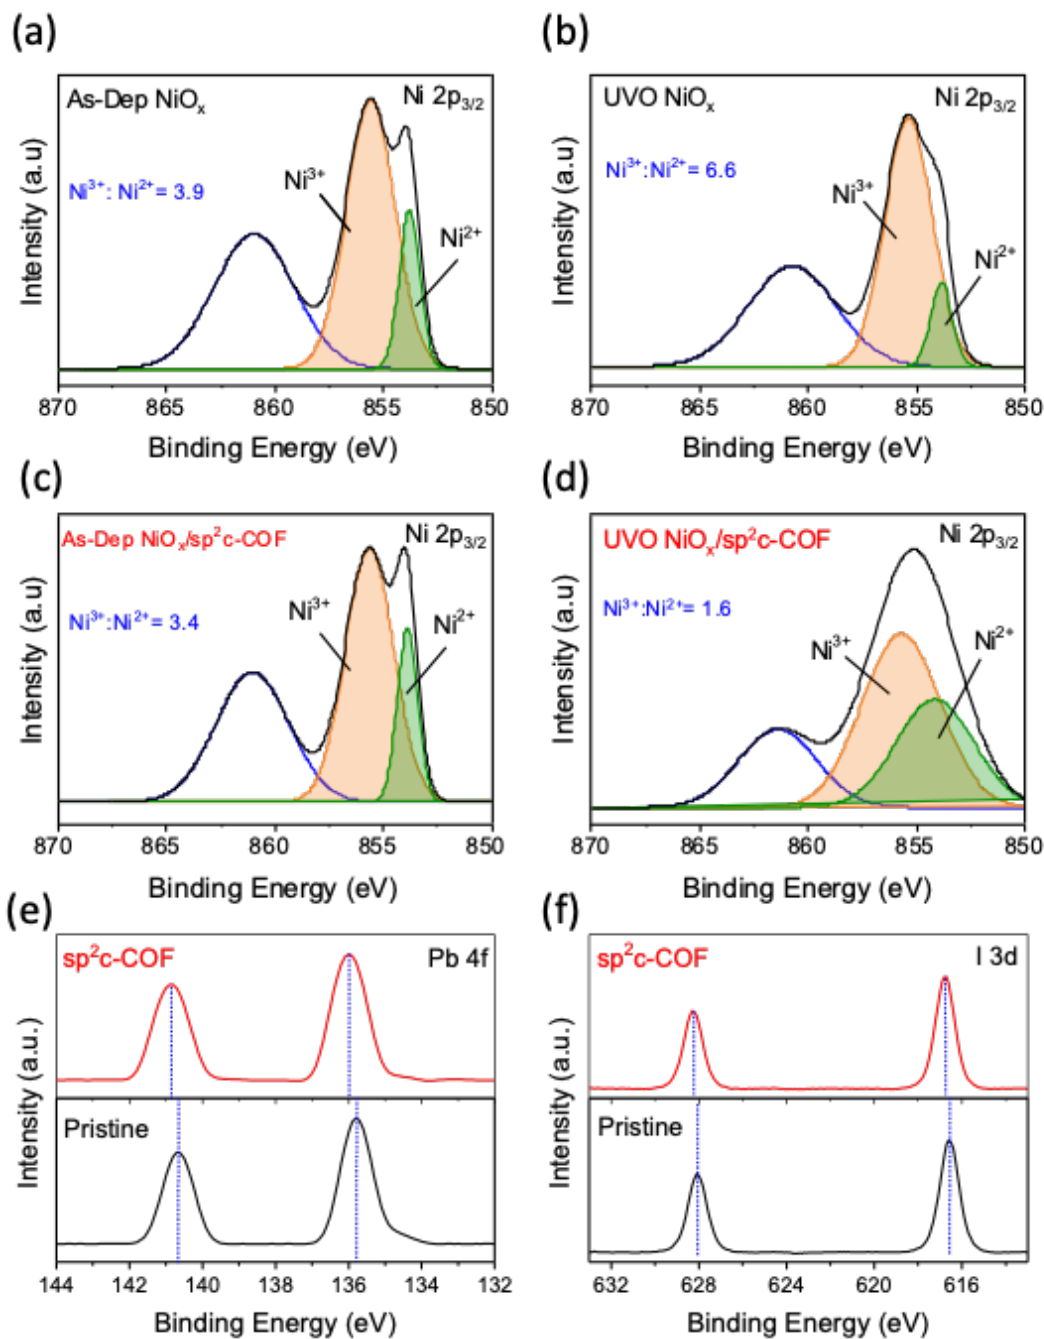 (a)
As-Dep NiOₓ
Ni 2p₃/₂
Ni³⁺: Ni²⁺= 3.9
Ni³⁺
Ni²⁺
Intensity (a.u)
870 865 860 855 850
Binding Energy (eV)
(b)
UVO NiOₓ
Ni 2p₃/₂
Ni³⁺:Ni²⁺= 6.6
Ni³⁺
Ni²⁺
Intensity (a.u)
870 865 860 855 850
Binding Energy (eV)
(c)
As-Dep NiOₓ/sp²c-COF
Ni 2p₃/₂
Ni³⁺:Ni²⁺= 3.4
Ni³⁺
Ni²⁺
Intensity (a.u)
870 865 860 855 850
Binding Energy (eV)
(d)
UVO NiOₓ/sp²c-COF
Ni 2p₃/₂
Ni³⁺:Ni²⁺= 1.6
Ni³⁺
Ni²⁺
Intensity (a.u)
870 865 860 855 850
Binding Energy (eV)
(e)
sp²c-COF
Pb 4f
Pristine
Intensity (a.u.)
144 142 140 138 136 134 132
Binding Energy (eV)
(f)
sp²c-COF
I 3d
Pristine
Intensity (a.u.)
632 628 624 620 616
Binding Energy (eV)